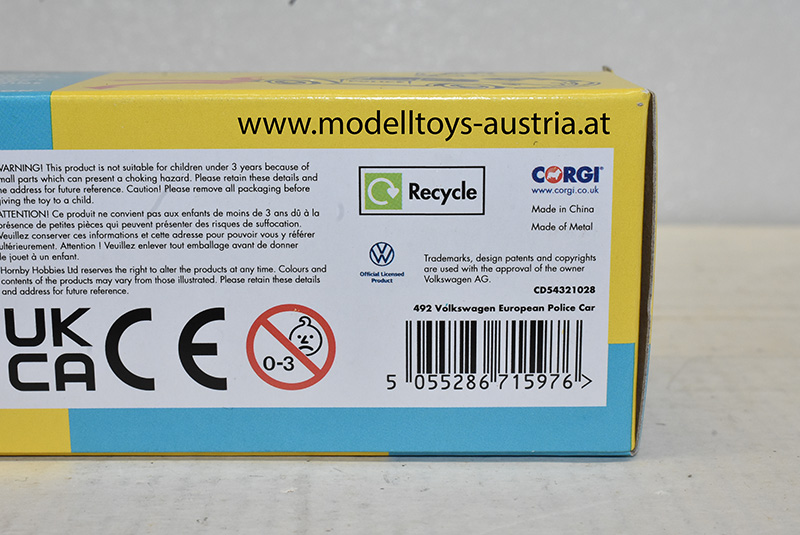 www.modelltoys-austria.at
WARNING! This product is not suitable for children under 3 years because of
small parts which can present a choking hazard. Please retain these details and
the address for future reference. Caution! Please remove all packaging before
giving the toy to a child.
ATTENTION! Ce produit ne convient pas aux enfants de moins de 3 ans dû à la
présence de petites pièces qui peuvent présenter des risques de suffocation.
Veuillez conserver ces informations et cette adresse pour pouvoir vous y référer
ultérieurement. Attention ! Veuillez enlever tout emballage avant de donner
le jouet à un enfant.
Hornby Hobbies Ltd reserves the right to alter the products at any time. Colours and
contents of the product may vary from those illustrated. Please retain these details
and address for future reference.
UK
CA
CE
0-3
Recycle
CORGI®
www.corgi.co.uk
Made in China
Made of Metal
Official Licensed
Product
Trademarks, design patents and copyrights
are used with the approval of the owner
Volkswagen AG.
CD54321028
492 Volkswagen European Police Car
5 055286 715976 >